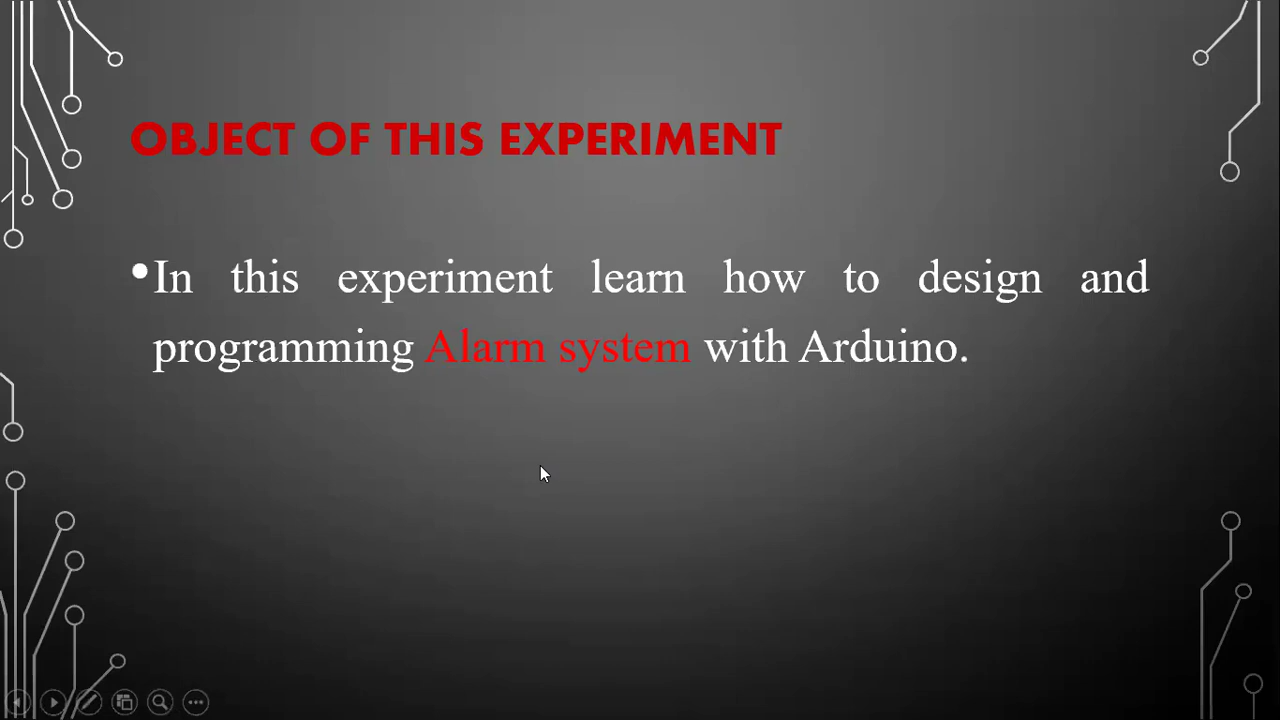 OBJECT OF THIS EXPERIMENT
•In this experiment learn how to design and
programming Alarm system with Arduino.